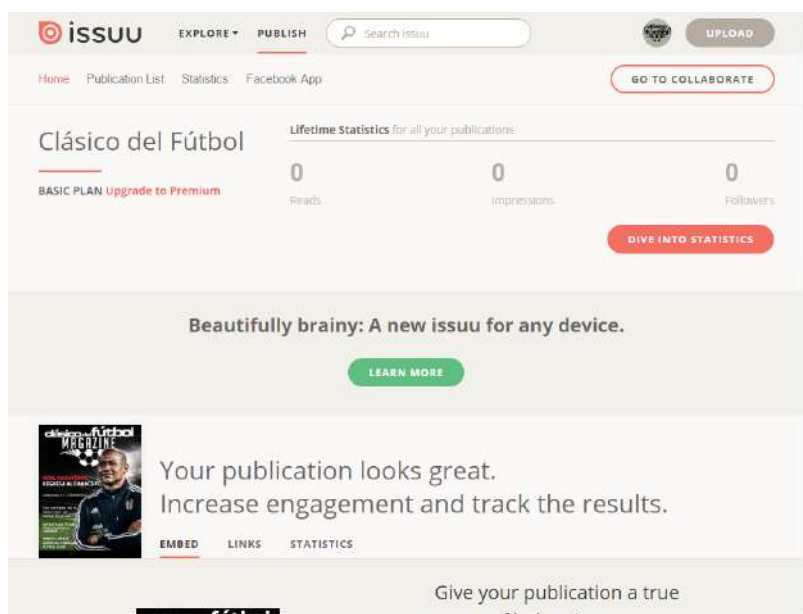 issuu EXPLORE PUBLISH Search issuu UPLOAD
Home Publication List Statistics Facebook App GO TO COLLABORATE
Clásico del Fútbol
BASIC PLAN Upgrade to Premium
Lifetime Statistics for all your publications
0 0 0
Reads Impressions Followers
DIVE INTO STATISTICS
Beautifully brainy: A new issuu for any device.
LEARN MORE
clásico del fútbol
MAGAZINE
Your publication looks great.
Increase engagement and track the results.
EMBED LINKS STATISTICS
Give your publication a true